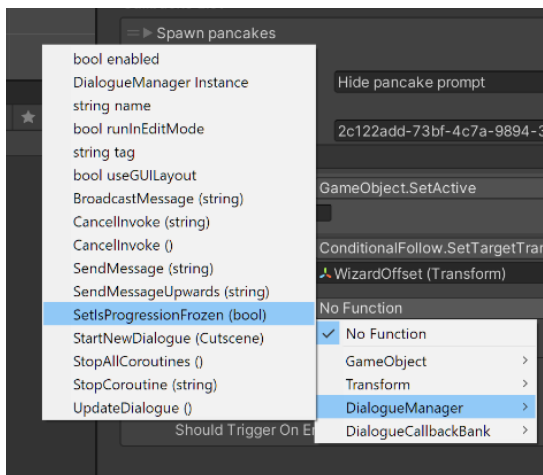 Spawn pancakes
bool enabled
DialogueManager Instance
string name
bool runInEditMode
string tag
bool useGUILayout
BroadcastMessage (string)
CancelInvoke (string)
CancelInvoke ()
SendMessage (string)
SendMessageUpwards (string)
SetIsProgressionFrozen (bool)
StartNewDialogue (Cutscene)
StopAllCoroutines ()
StopCoroutine (string)
UpdateDialogue ()
Hide pancake prompt
2c122add-73bf-4c7a-9894-3
GameObject.SetActive
ConditionalFollow.SetTargetTran
WizardOffset (Transform)
No Function
No Function
GameObject
Transform
DialogueManager
DialogueCallbackBank
Should Trigger On En